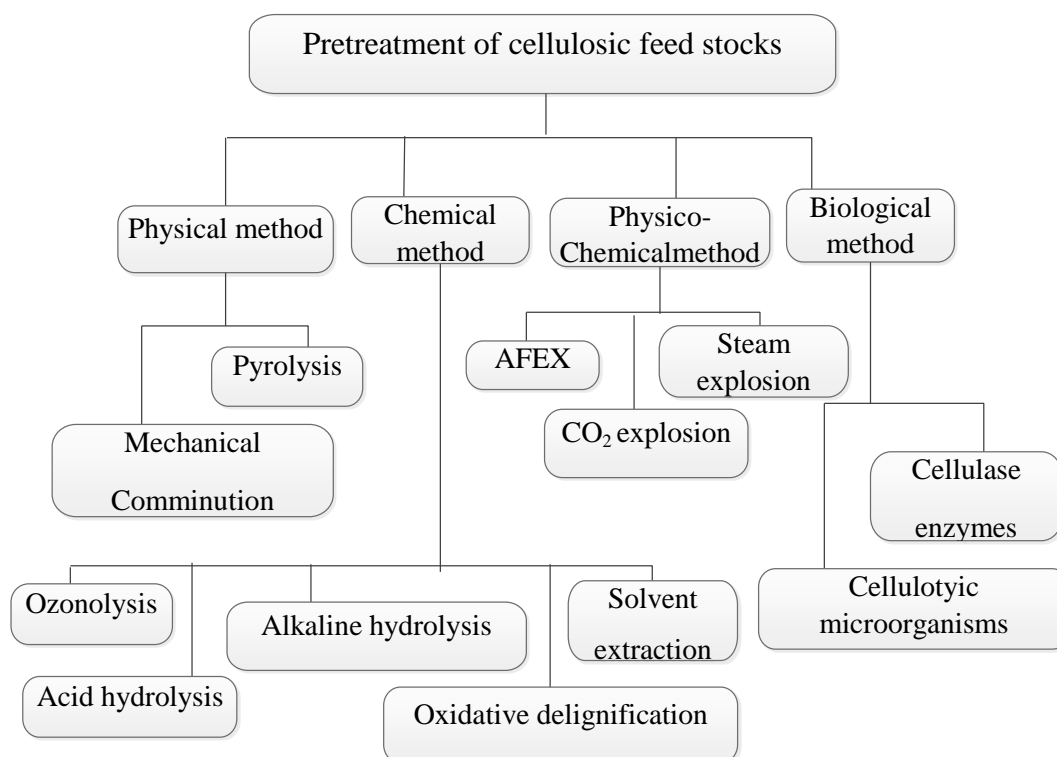 Pretreatment of cellulosic feed stocks
Physical method
Chemical
method
Physico-
Chemicalmethod
Biological
method
Pyrolysis
Mechanical
Comminution
AFEX
CO₂ explosion
Steam
explosion
Cellulase
enzymes
Cellulotyic
microorganisms
Ozonolysis
Acid hydrolysis
Alkaline hydrolysis
Oxidative delignification
Solvent
extraction